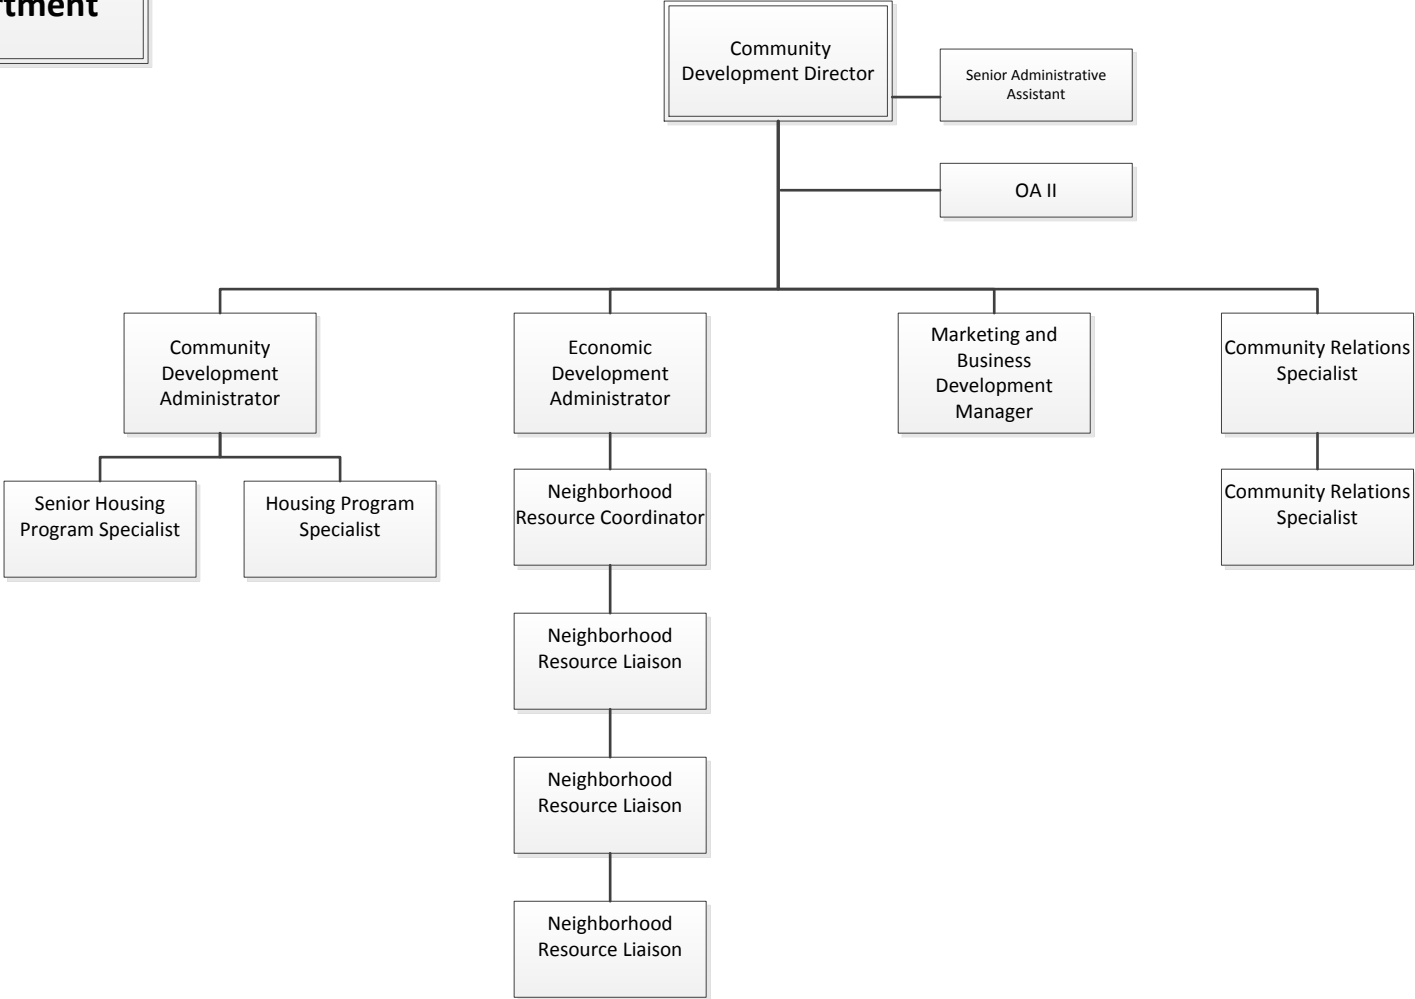 Community
Development Director
Senior Administrative
Assistant
OA II
Community
Development
Administrator
Economic
Development
Administrator
Marketing and
Business
Development
Manager
Community Relations
Specialist
Senior Housing
Program Specialist
Housing Program
Specialist
Neighborhood
Resource Coordinator
Community Relations
Specialist
Neighborhood
Resource Liaison
Neighborhood
Resource Liaison
Neighborhood
Resource Liaison